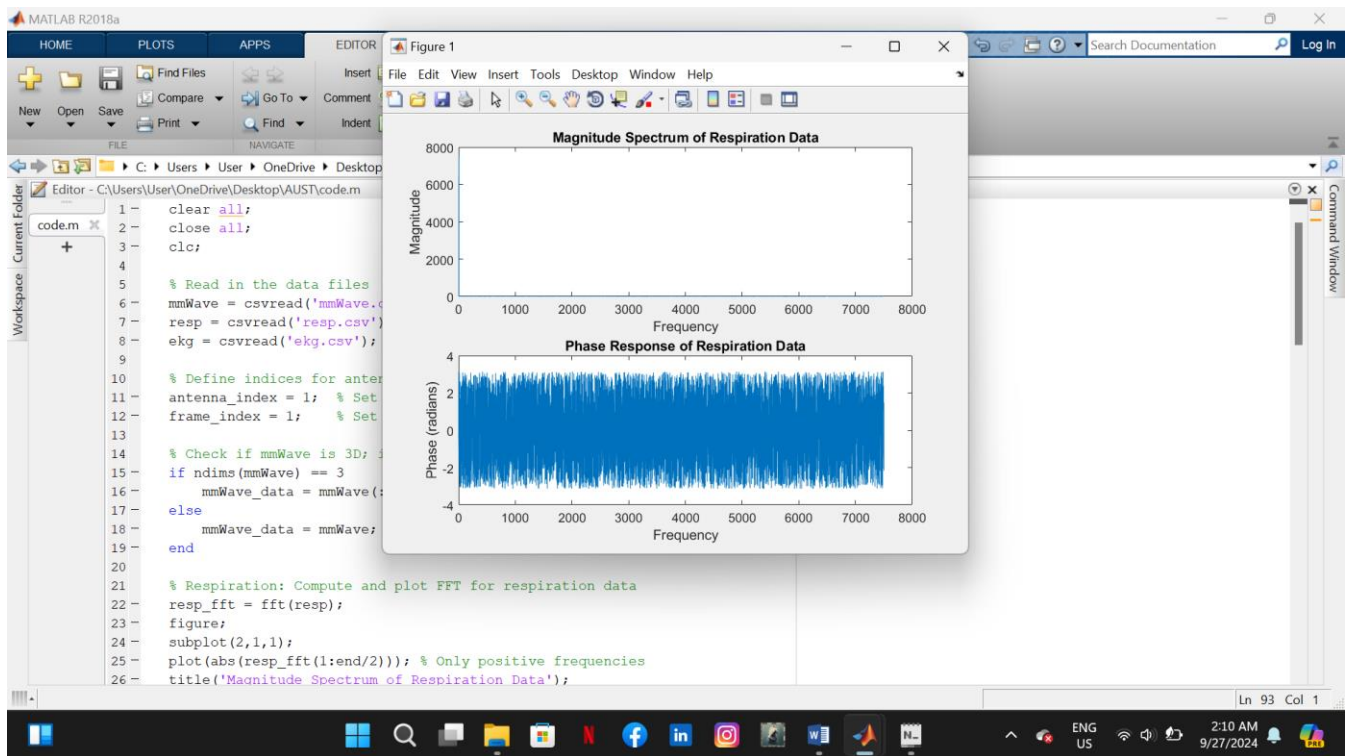 MATLAB R2018a
HOME PLOTS APPS EDITOR
Search Documentation Log In
New Open Save Find Files Compare Print
Go To Find
Insert Comment Indent
FILE NAVIGATE
C: Users User OneDrive Desktop
Editor - C:\Users\User\OneDrive\Desktop\AUST\code.m
code.m
Current Folder
Workspace
Command Window
1 clear all;
2 close all;
3 clc;
4
5 % Read in the data files
6 mmWave = csvread('mmWave.
7 resp = csvread('resp.csv')
8 ekg = csvread('ekg.csv');
9
10 % Define indices for anter
11 antenna_index = 1; % Set
12 frame_index = 1; % Set
13
14 % Check if mmWave is 3D;
15 if ndims(mmWave) == 3
16 mmWave_data = mmWave(:
17 else
18 mmWave_data = mmWave;
19 end
20
21 % Respiration: Compute and plot FFT for respiration data
22 resp_fft = fft(resp);
23 figure;
24 subplot(2,1,1);
25 plot(abs(resp_fft(1:end/2))); % Only positive frequencies
26 title('Magnitude Spectrum of Respiration Data');
Figure 1
File Edit View Insert Tools Desktop Window Help
Magnitude Spectrum of Respiration Data
8000
6000
4000
2000
0
Magnitude
0 1000 2000 3000 4000 5000 6000 7000 8000
Frequency
Phase Response of Respiration Data
4
2
0
-2
-4
Phase (radians)
0 1000 2000 3000 4000 5000 6000 7000 8000
Frequency
Ln 93 Col 1
ENG
US
2:10 AM
9/27/2024